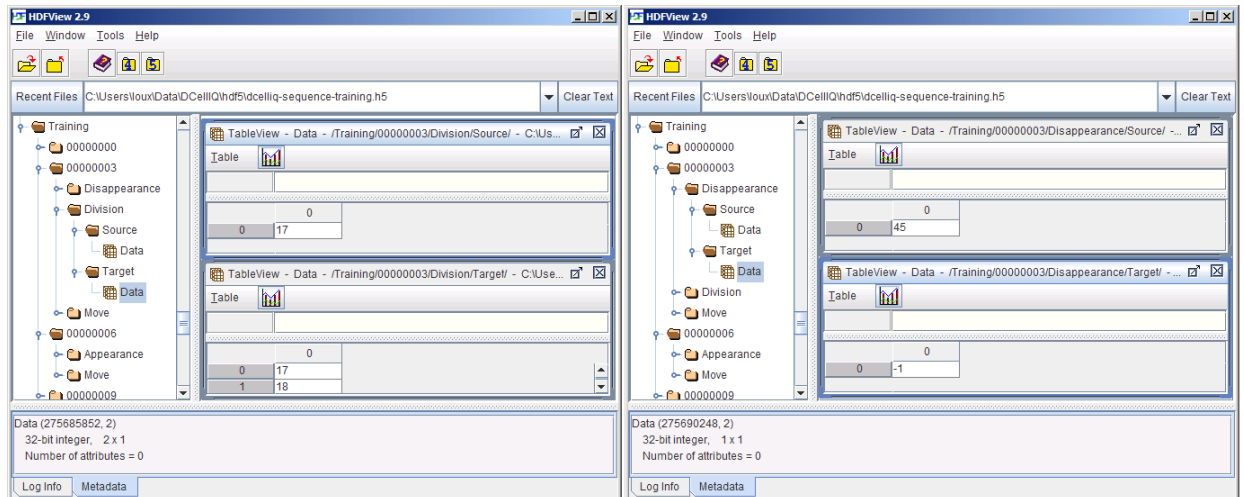 HDFView 2.9
File Window Tools Help
Recent Files C:\Users\loux\Data\DCellIQ\hdf5\dcelliq-sequence-training.h5 Clear Text
Training
00000000
00000003
Disappearance
Division
Source
Data
Target
Data
Move
00000006
Appearance
Move
00000009
TableView - Data - /Training/00000003/Division/Source/ - C:\Us...
Table
0
0 17
TableView - Data - /Training/00000003/Division/Target/ - C:\Use...
Table
0
0 17
1 18
Data (275685852, 2)
32-bit integer, 2 x 1
Number of attributes = 0
Log Info Metadata
HDFView 2.9
File Window Tools Help
Recent Files C:\Users\loux\Data\DCellIQ\hdf5\dcelliq-sequence-training.h5 Clear Text
Training
00000000
00000003
Disappearance
Source
Data
Target
Data
Division
Move
00000006
Appearance
Move
00000009
TableView - Data - /Training/00000003/Disappearance/Source/ -...
Table
0
0 45
TableView - Data - /Training/00000003/Disappearance/Target/ -...
Table
0
0 -1
Data (275690248, 2)
32-bit integer, 1 x 1
Number of attributes = 0
Log Info Metadata